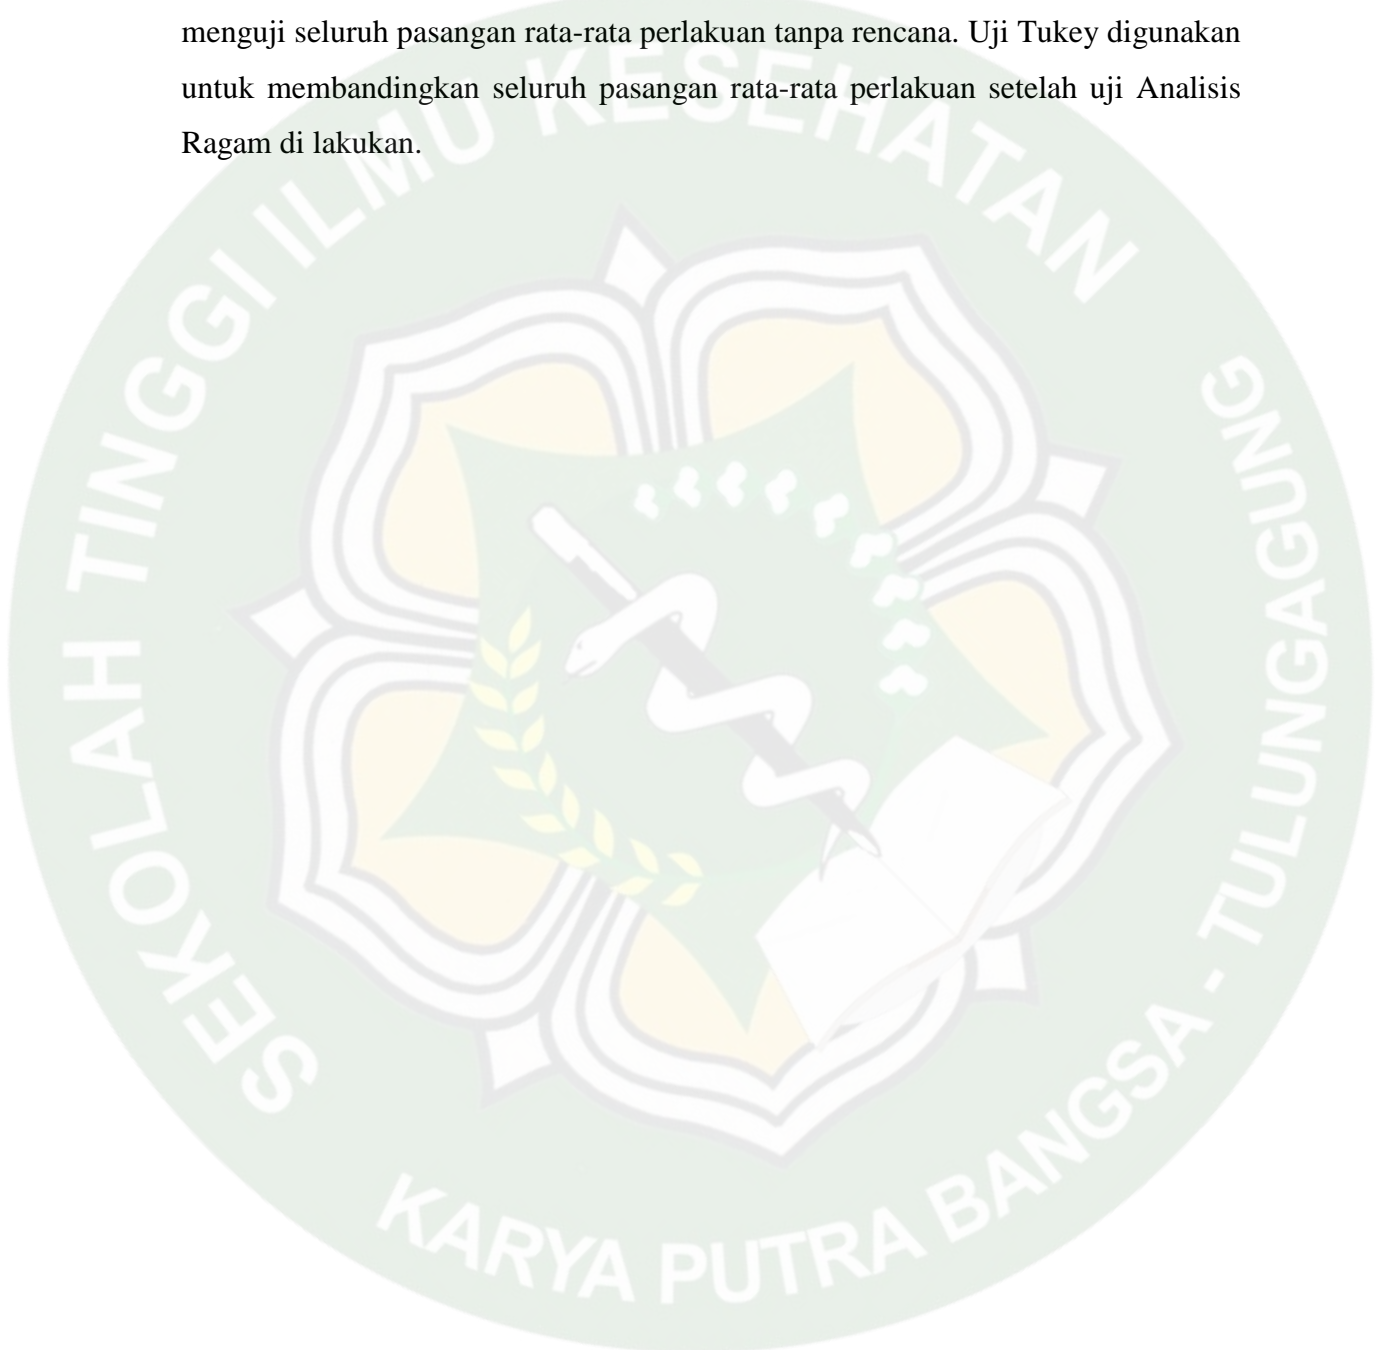 menguji seluruh pasangan rata-rata perlakuan tanpa rencana. Uji Tukey digunakan
untuk membandingkan seluruh pasangan rata-rata perlakuan setelah uji Analisis
Ragam di lakukan.
SEKOLAH TINGGI ILMU KESEHATAN
KARYA PUTRA BANGSA - TULUNGAGUNG